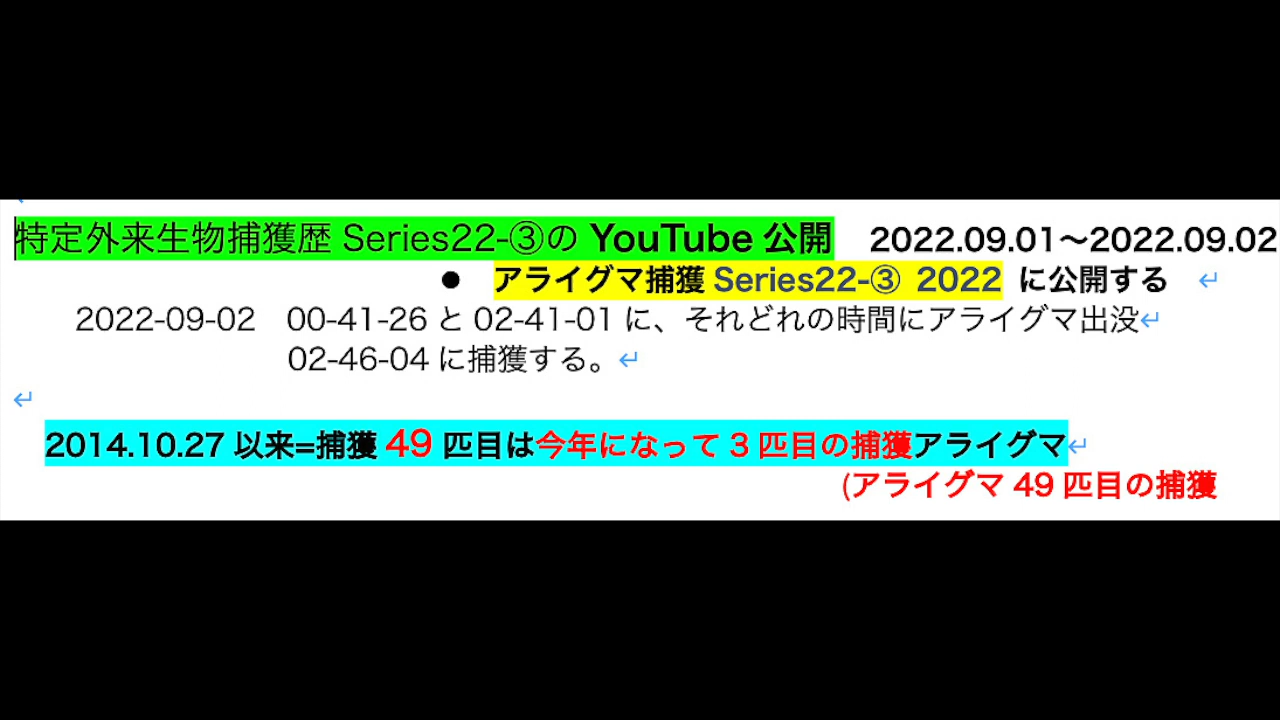 特定外来生物捕獲歴 Series22-③の YouTube 公開 2022.09.01～2022.09.02
● アライグマ捕獲 Series22-③ 2022 に公開する ↵
2022-09-02 00-41-26 と 02-41-01 に、それどれの時間にアライグマ出没↵
02-46-04 に捕獲する。↵
↵
2014.10.27 以来=捕獲 49 匹目は今年になって 3 匹目の捕獲アライグマ↵
(アライグマ 49 匹目の捕獲